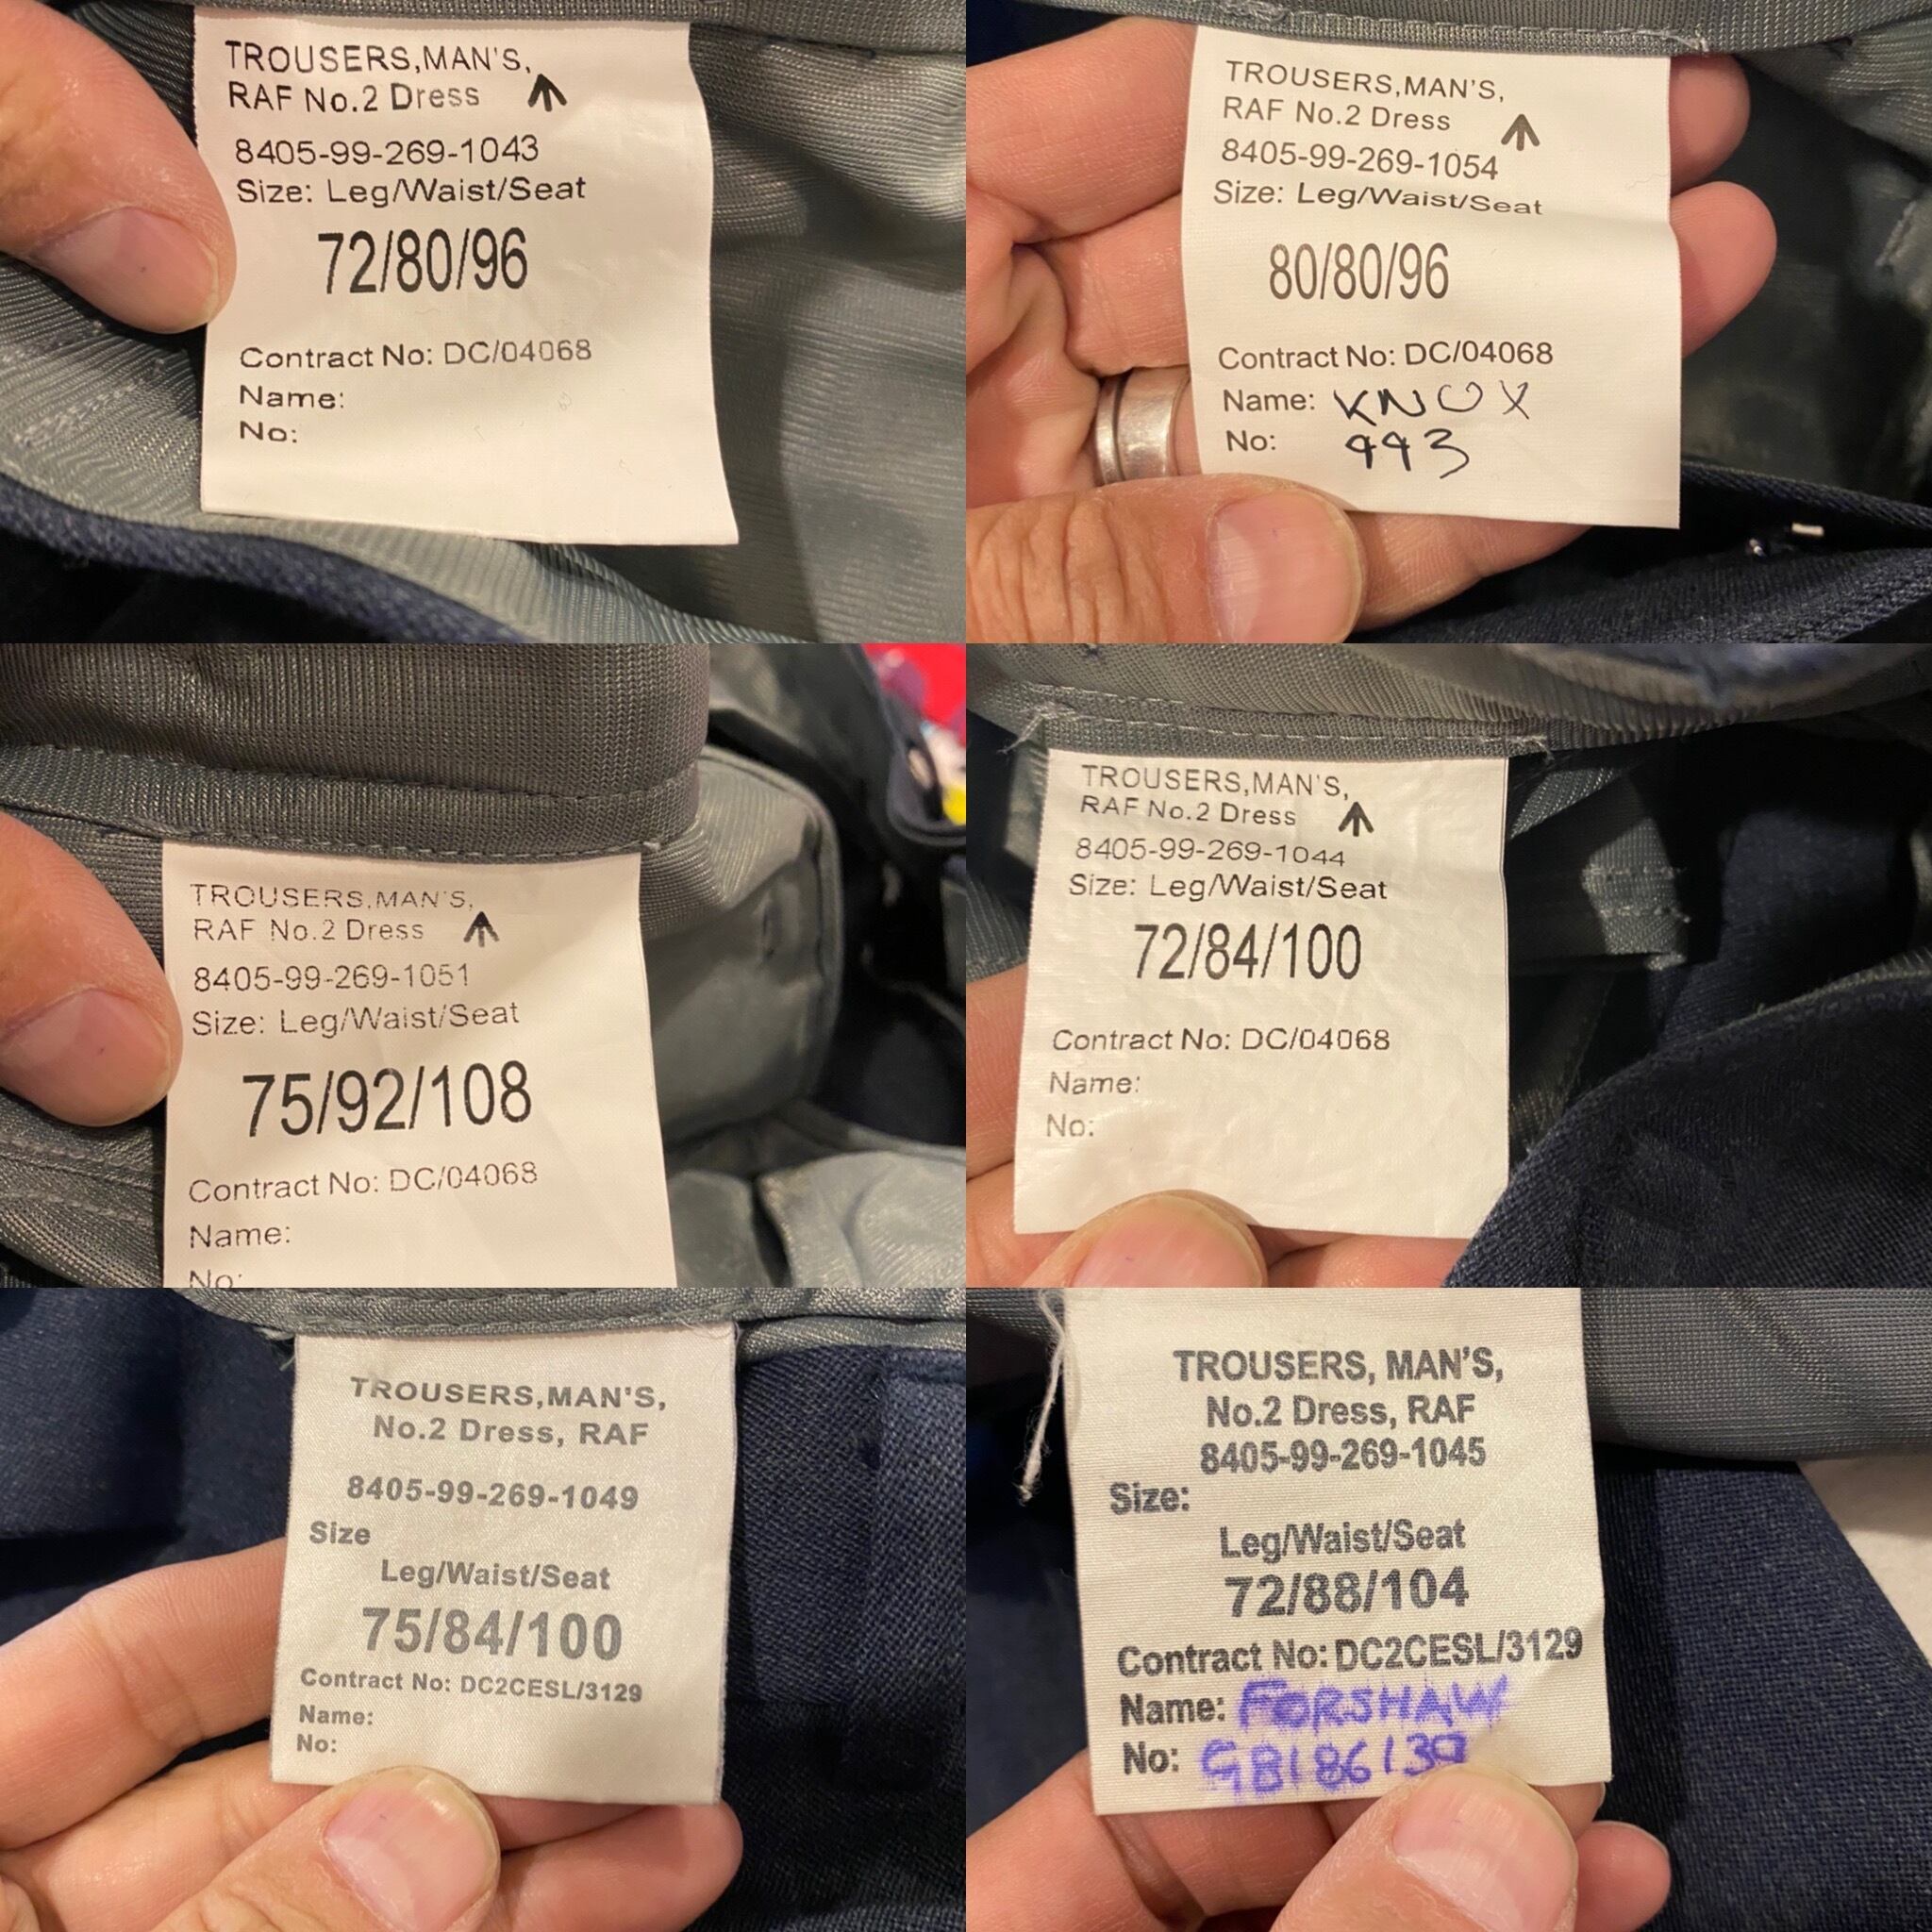 TROUSERS,MAN'S,
RAF No.2 Dress
8405-99-269-1043
Size: Leg/Waist/Seat
72/80/96
Contract No: DC/04068
Name:
No:
TROUSERS,MAN'S,
RAF No.2 Dress
8405-99-269-1054
Size: Leg/Waist/Seat
80/80/96
Contract No: DC/04068
Name: KNOX
No: 993
TROUSERS,MAN'S,
RAF No.2 Dress
8405-99-269-1051
Size: Leg/Waist/Seat
75/92/108
Contract No: DC/04068
Name:
No:
TROUSERS,MAN'S,
RAF No.2 Dress
8405-99-269-1044
Size: Leg/Waist/Seat
72/84/100
Contract No: DC/04068
Name:
No:
TROUSERS,MAN'S,
No.2 Dress, RAF
8405-99-269-1049
Size
Leg/Waist/Seat
75/84/100
Contract No: DC2CESL/3129
Name:
No:
TROUSERS, MAN'S,
No.2 Dress, RAF
8405-99-269-1045
Size:
Leg/Waist/Seat
72/88/104
Contract No: DC2CESL/3129
Name: FORSHAW
No: